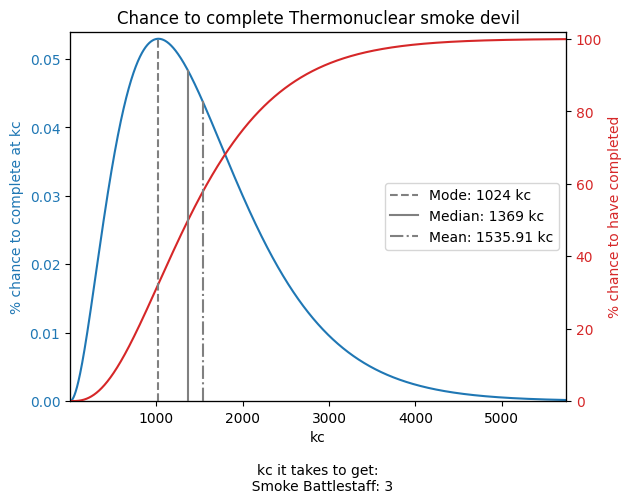 Chance to complete Thermonuclear smoke devil
% chance to complete at kc
0.05
0.04
0.03
0.02
0.01
0.00
100
80
60
40
20
0
% chance to have completed
Mode: 1024 kc
Median: 1369 kc
Mean: 1535.91 kc
1000 2000 3000 4000 5000
kc
kc it takes to get:
Smoke Battlestaff: 3